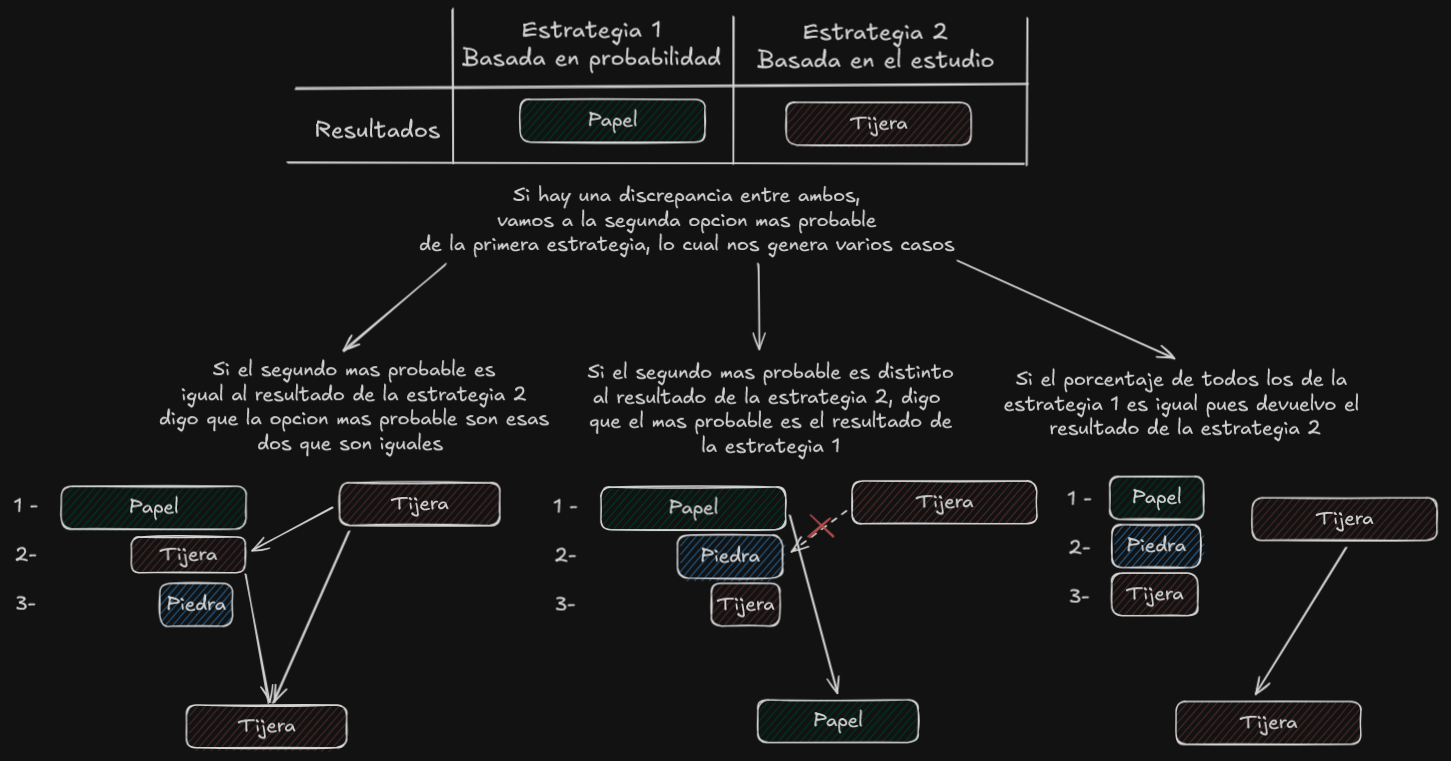 Estrategia 1
Basada en probabilidad
Estrategia 2
Basada en el estudio
Resultados
Papel
Tijera
Si hay una discrepancia entre ambos,
vamos a la segunda opcion mas probable
de la primera estrategia, lo cual nos genera varios casos
Si el segundo mas probable es
igual al resultado de la estrategia 2
digo que la opcion mas probable son esas
dos que son iguales
Si el segundo mas probable es distinto
al resultado de la estrategia 2, digo
que el mas probable es el resultado de
la estrategia 1
Si el porcentaje de todos los de la
estrategia 1 es igual pues devuelvo el
resultado de la estrategia 2
1 - Papel
Tijera
2- Tijera
3- Piedra
Tijera
1 - Papel
Tijera
2- Piedra
3- Tijera
Papel
1 - Papel
Tijera
2- Piedra
3- Tijera
Tijera